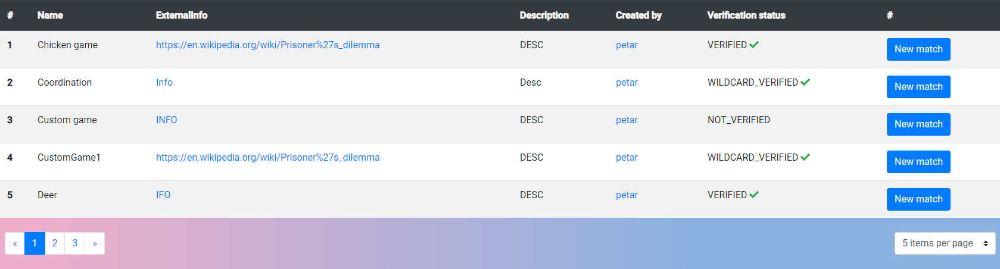 # Name ExternalInfo Description Created by Verification status #
1 Chicken game https://en.wikipedia.org/wiki/Prisoner%27s_dilemma DESC petar VERIFIED New match
2 Coordination Info Desc petar WILDCARD_VERIFIED New match
3 Custom game INFO DESC petar NOT_VERIFIED New match
4 CustomGame1 https://en.wikipedia.org/wiki/Prisoner%27s_dilemma DESC petar WILDCARD_VERIFIED New match
5 Deer IFO DESC petar VERIFIED New match
« 1 2 3 » 5 items per page